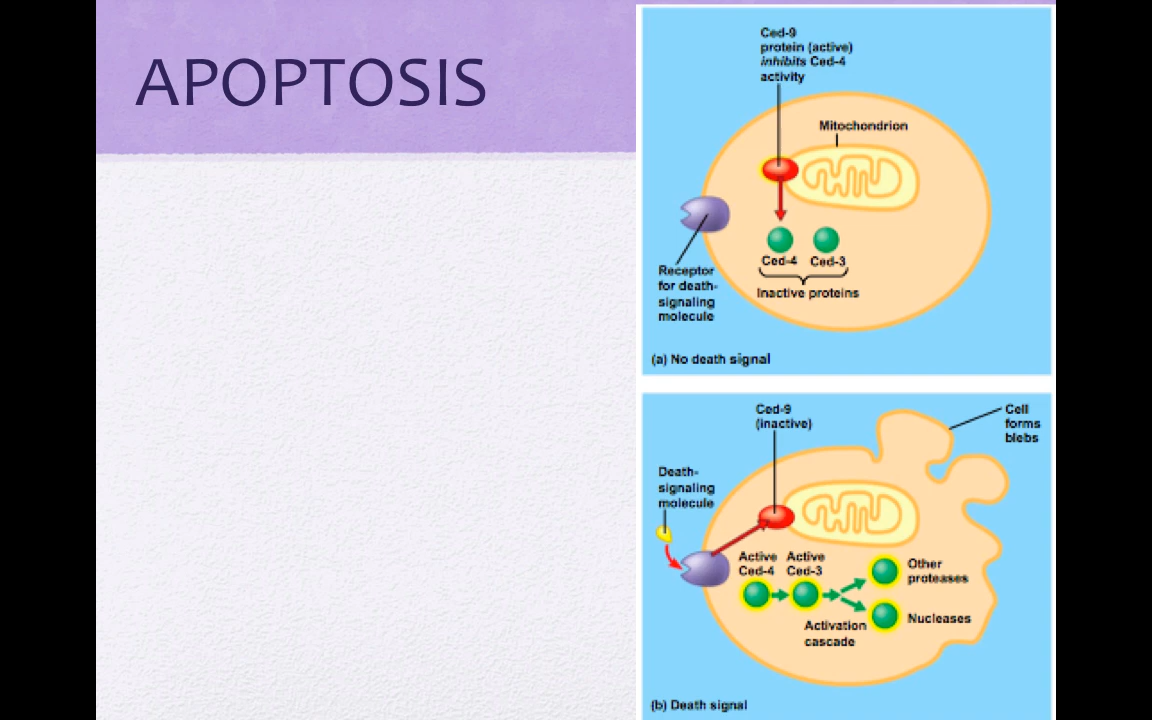 APOPTOSIS
Ced-9
protein (active)
inhibits Ced-4
activity
Mitochondrion
Receptor
for death-
signaling
molecule
Ced-4 Ced-3
Inactive proteins
(a) No death signal
Ced-9
(inactive)
Cell
forms
blebs
Death-
signaling
molecule
Active Active
Ced-4 Ced-3
Other
proteases
Nucleases
Activation
cascade
(b) Death signal